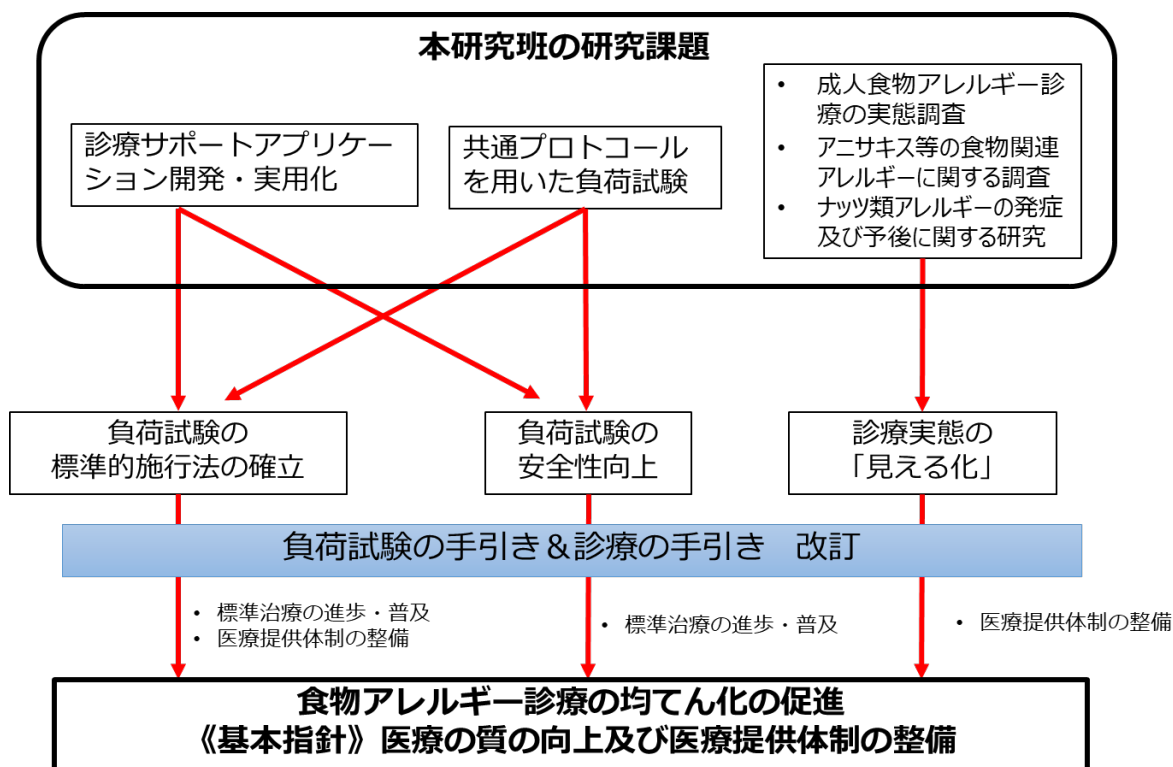 本研究班の研究課題
診療サポートアプリケー
ション開発・実用化
共通プロトコール
を用いた負荷試験
• 成人食物アレルギー診
療の実態調査
• アニサキス等の食物関連
アレルギーに関する調査
• ナッツ類アレルギーの発症
及び予後に関する研究
負荷試験の
標準的施行法の確立
負荷試験の
安全性向上
診療実態の
「見える化」
負荷試験の手引き＆診療の手引き　改訂
• 標準治療の進歩・普及
• 医療提供体制の整備
• 標準治療の進歩・普及
• 医療提供体制の整備
食物アレルギー診療の均てん化の促進
《基本指針》医療の質の向上及び医療提供体制の整備